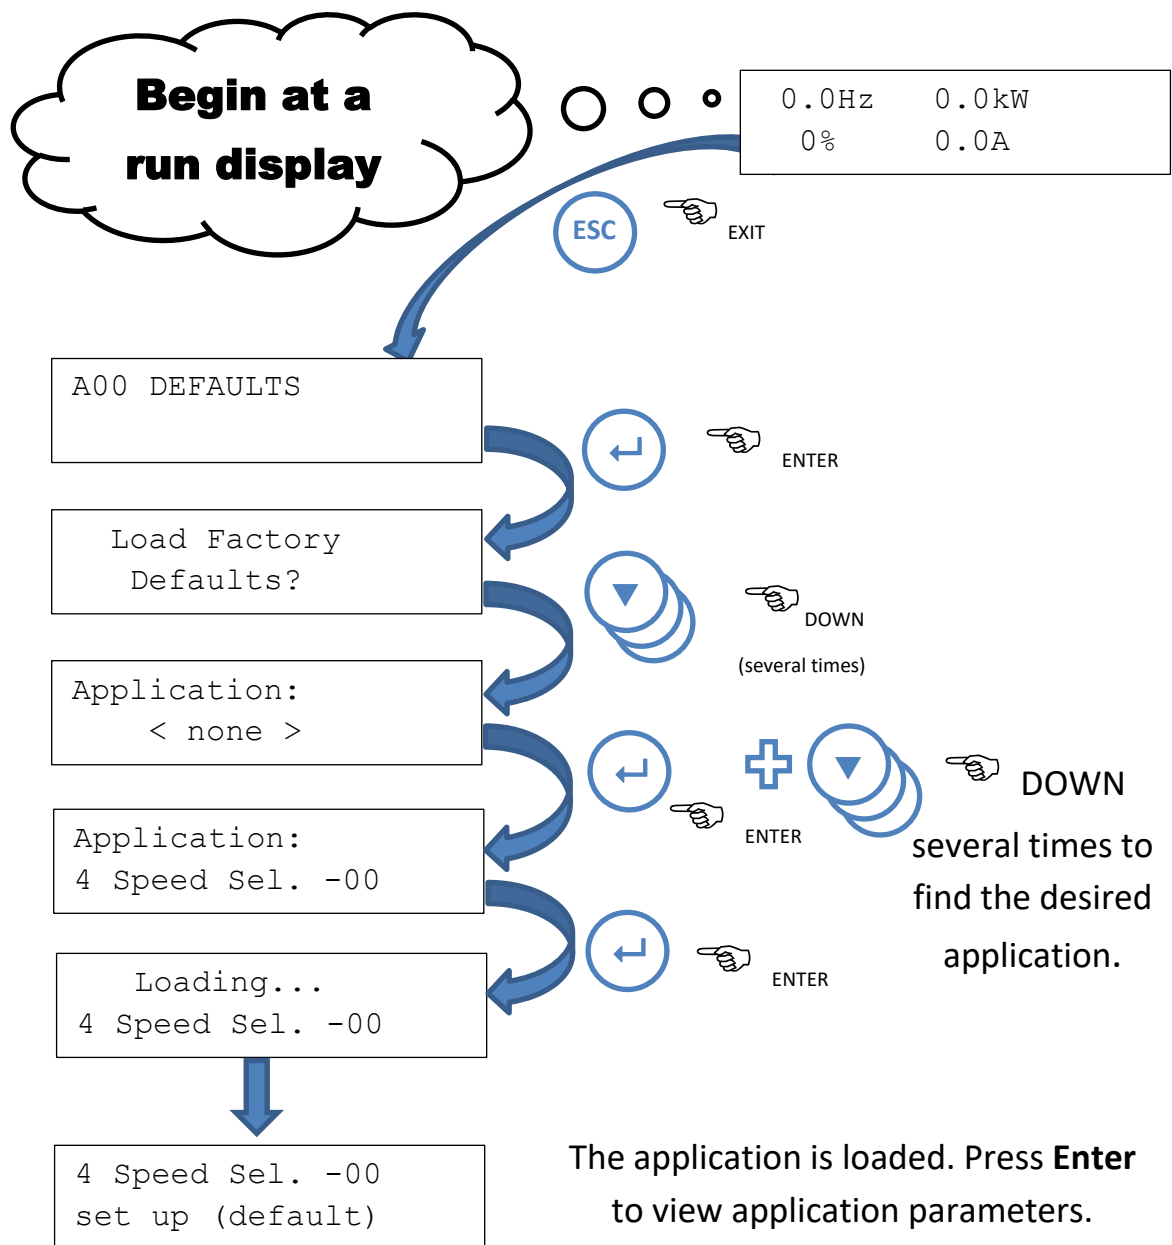 Begin at a
run display
0.0Hz 0.0kW
0% 0.0A
ESC
EXIT
A00 DEFAULTS
ENTER
Load Factory
Defaults?
DOWN
(several times)
Application:
< none >
ENTER
DOWN
several times to
find the desired
application.
Application:
4 Speed Sel. -00
ENTER
Loading...
4 Speed Sel. -00
4 Speed Sel. -00
set up (default)
The application is loaded. Press Enter
to view application parameters.